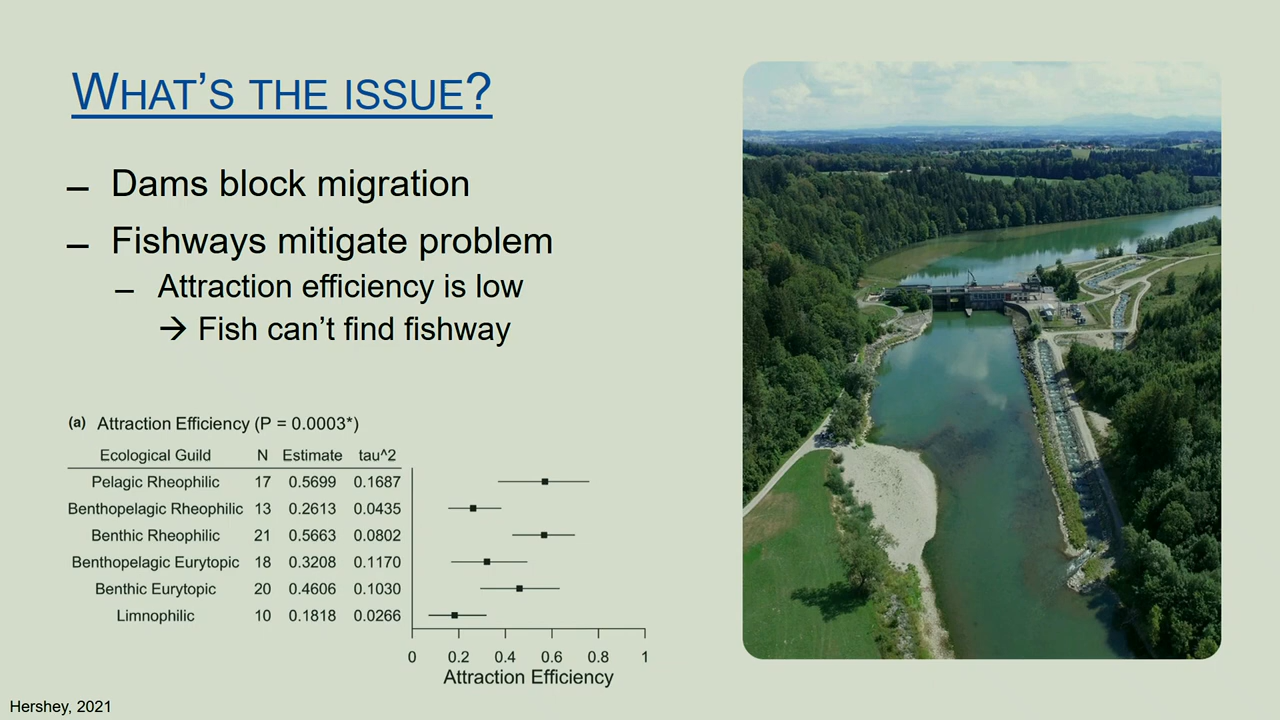 WHAT'S THE ISSUE?
– Dams block migration
– Fishways mitigate problem
– Attraction efficiency is low
→ Fish can't find fishway
(a) Attraction Efficiency (P = 0.0003*)
Ecological Guild N Estimate tau^2
Pelagic Rheophilic 17 0.5699 0.1687
Benthopelagic Rheophilic 13 0.2613 0.0435
Benthic Rheophilic 21 0.5663 0.0802
Benthopelagic Eurytopic 18 0.3208 0.1170
Benthic Eurytopic 20 0.4606 0.1030
Limnophilic 10 0.1818 0.0266
0 0.2 0.4 0.6 0.8 1
Attraction Efficiency
Hershey, 2021